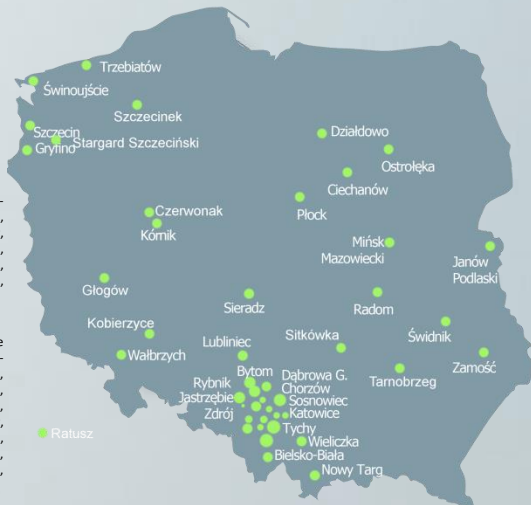 Trzebiatów
Świnoujście
Szczecinek
Szczecin
Stargard Szczeciński
Gryfino
Działdowo
Ostrołęka
Ciechanów
Płock
Czerwonak
Kórnik
Mińsk
Mazowiecki
Janów
Podlaski
Głogów
Sieradz
Radom
Kobierzyce
Świdnik
Wałbrzych
Lubliniec
Sitkówka
Zamość
Tarnobrzeg
Bytom
Dąbrowa G.
Rybnik
Chorzów
Jastrzębie
Zdrój
Sosnowiec
Katowice
Tychy
Wieliczka
Bielsko-Biała
Nowy Targ
Ratusz